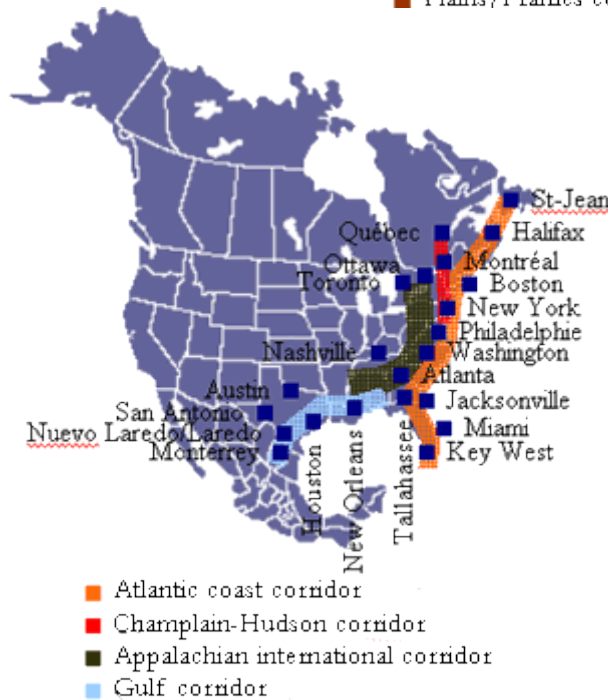 St-Jean
Québec
Halifax
Ottawa
Montréal
Toronto
Boston
New York
Philadelphie
Nashville
Washington
Atlanta
Austin
Jacksonville
San Antonio
Miami
Nuevo Laredo/Laredo
Monterrey
Key West
Houston
New Orleans
Tallahassee
Atlantic coast corridor
Champlain-Hudson corridor
Appalachian international corridor
Gulf corridor